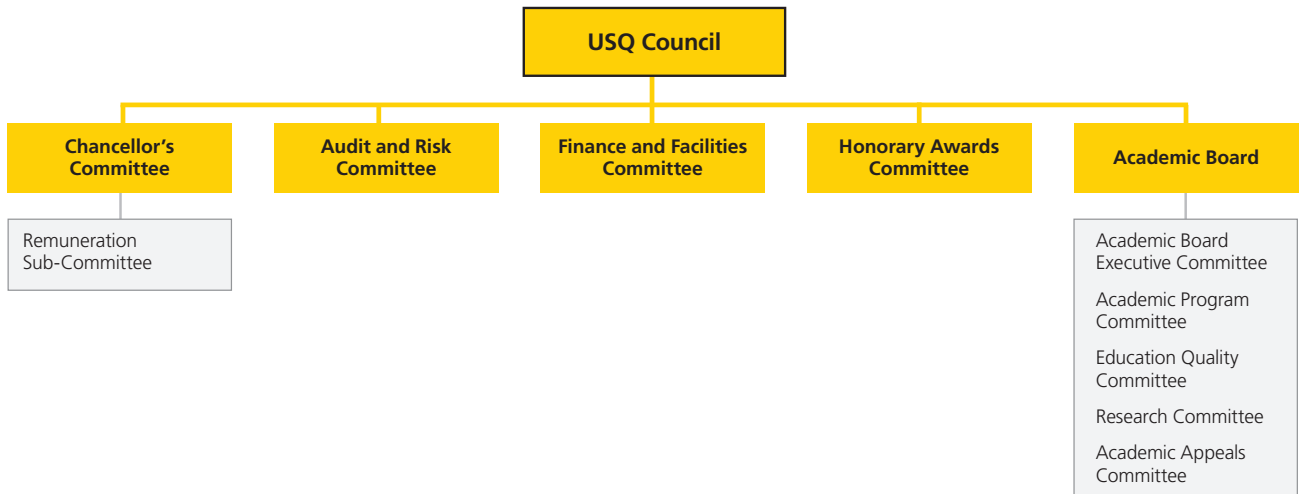 USQ Council
Chancellor's
Committee
Audit and Risk
Committee
Finance and Facilities
Committee
Honorary Awards
Committee
Academic Board
Remuneration
Sub-Committee
Academic Board
Executive Committee
Academic Program
Committee
Education Quality
Committee
Research Committee
Academic Appeals
Committee